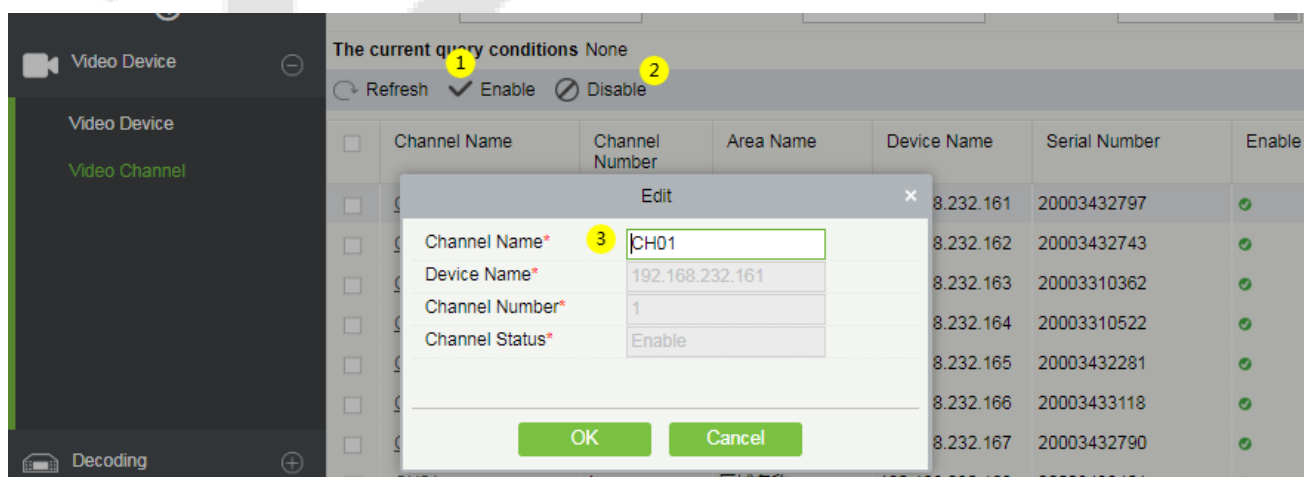 The current query conditions None
1
2
Refresh Enable Disable
Video Device
Video Device
Video Channel
Decoding
Channel Name Channel Number Area Name Device Name Serial Number Enable
Edit
×
Channel Name* 3 CH01
Device Name* 192.168.232.161
Channel Number* 1
Channel Status* Enable
OK Cancel
8.232.161 20003432797
8.232.162 20003432743
8.232.163 20003310362
8.232.164 20003310522
8.232.165 20003432281
8.232.166 20003433118
8.232.167 20003432790